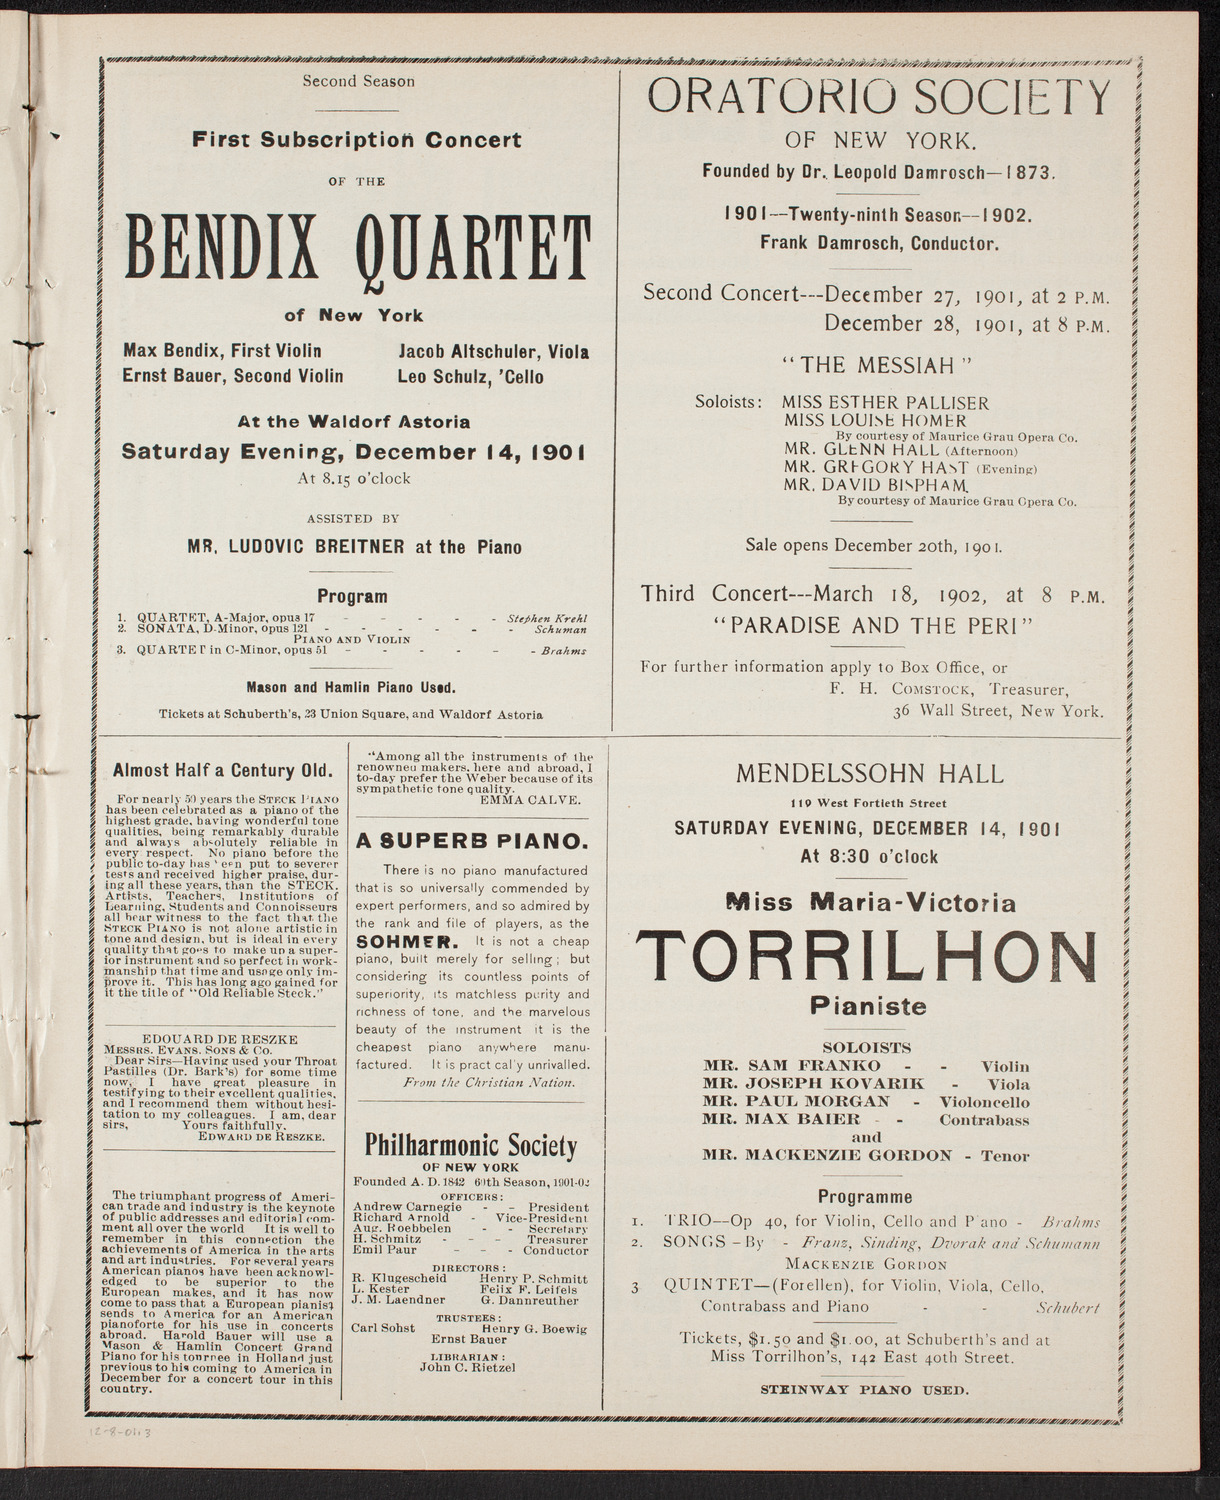 Second Season
First Subscription Concert
OF THE
BENDIX QUARTET
of New York
Max Bendix, First Violin Jacob Altschuler, Viola
Ernst Bauer, Second Violin Leo Schulz, 'Cello
At the Waldorf Astoria
Saturday Evening, December 14, 1901
At 8.15 o'clock
ASSISTED BY
MR. LUDOVIC BREITNER at the Piano
Program
1. QUARTET, A-Major, opus 17 - - - - - Stephen Krehl
2. SONATA, D-Minor, opus 121 - - - - - - Schuman
PIANO AND VIOLIN
3. QUARTET in C-Minor, opus 51 - - - - - - Brahms
Mason and Hamlin Piano Used.
Tickets at Schuberth's, 23 Union Square, and Waldorf Astoria
ORATORIO SOCIETY
OF NEW YORK.
Founded by Dr. Leopold Damrosch—1873.
1901—Twenty-ninth Season—1902.
Frank Damrosch, Conductor.
Second Concert---December 27, 1901, at 2 P.M.
December 28, 1901, at 8 P.M.
"THE MESSIAH"
Soloists: MISS ESTHER PALLISER
MISS LOUISE HOMER
By courtesy of Maurice Grau Opera Co.
MR. GLENN HALL (Afternoon)
MR. GREGORY HAST (Evening)
MR. DAVID BISPHAM.
By courtesy of Maurice Grau Opera Co.
Sale opens December 20th, 1901.
Third Concert---March 18, 1902, at 8 P.M.
"PARADISE AND THE PERI"
For further information apply to Box Office, or
F. H. COMSTOCK, Treasurer,
36 Wall Street, New York.
Almost Half a Century Old.
For nearly 50 years the STECK PIANO
has been celebrated as a piano of the
highest grade, having wonderful tone
qualities, being remarkably durable
and always absolutely reliable in
every respect. No piano before the
public to-day has been put to severer
tests and received higher praise, dur-
ing all these years, than the STECK.
Artists, Teachers, Institutions of
Learning, Students and Connoisseurs
all bear witness to the fact that the
STECK PIANO is not alone artistic in
tone and design, but is ideal in every
quality that goes to make up a super-
ior instrument and so perfect in work-
manship that time and usage only im-
prove it. This has long ago gained for
it the title of "Old Reliable Steck."
EDOUARD DE RESZKE
MESSRS. EVANS. SONS & Co.
Dear Sirs—Having used your Throat
Pastilles (Dr. Bark's) for some time
now, I have great pleasure in
testifying to their excellent qualities,
and I recommend them without hesi-
tation to my colleagues. I am, dear
sirs, Yours faithfully,
EDWARD DE RESZKE.
The triumphant progress of Ameri-
can trade and industry is the keynote
of public addresses and editorial com-
ment all over the world It is well to
remember in this connection the
achievements of America in the arts
and art industries. For several years
American pianos have been acknowl-
edged to be superior to the
European makes, and it has now
come to pass that a European pianist
sends to America for an American
pianoforte for his use in concerts
abroad. Harold Bauer will use a
Mason & Hamlin Concert Grand
Piano for his tournee in Holland just
previous to his coming to America in
December for a concert tour in this
country.
"Among all the instruments of the
renowned makers, here and abroad, I
to-day prefer the Weber because of its
sympathetic tone quality.
EMMA CALVE.
A SUPERB PIANO.
There is no piano manufactured
that is so universally commended by
expert performers, and so admired by
the rank and file of players, as the
SOHMER. It is not a cheap
piano, built merely for selling; but
considering its countless points of
superiority, its matchless purity and
richness of tone, and the marvelous
beauty of the instrument it is the
cheapest piano anywhere manu-
factured. It is pract cal'y unrivalled.
From the Christian Nation.
Philharmonic Society
OF NEW YORK
Founded A. D. 1842 60th Season, 1901-02
OFFICERS:
Andrew Carnegie - - President
Richard Arnold - Vice-President
Aug. Roebbelen - - Secretary
H. Schmitz - - - Treasurer
Emil Paur - - - Conductor
DIRECTORS:
R. Klugescheid Henry P. Schmitt
L. Kester Felix F. Leifels
J. M. Laendner G. Dannreuther
TRUSTEES:
Carl Sohst Henry G. Boewig
Ernst Bauer
LIBRARIAN:
John C. Rietzel
MENDELSSOHN HALL
119 West Fortieth Street
SATURDAY EVENING, DECEMBER 14, 1901
At 8:30 o'clock
Miss Maria-Victoria
TORRILHON
Pianiste
SOLOISTS
MR. SAM FRANKO - - Violin
MR. JOSEPH KOVARIK - Viola
MR. PAUL MORGAN - Violoncello
MR. MAX BAIER - - Contrabass
and
MR. MACKENZIE GORDON - Tenor
Programme
1. TRIO—Op 40, for Violin, Cello and Piano - Brahms
2. SONGS - By - Franz, Sinding, Dvorak and Schumann
MACKENZIE GORDON
3 QUINTET—(Forellen), for Violin, Viola, Cello,
Contrabass and Piano - - Schubert
Tickets, $1.50 and $1.00, at Schuberth's and at
Miss Torrilhon's, 142 East 40th Street.
STEINWAY PIANO USED.
12-8-01, 3